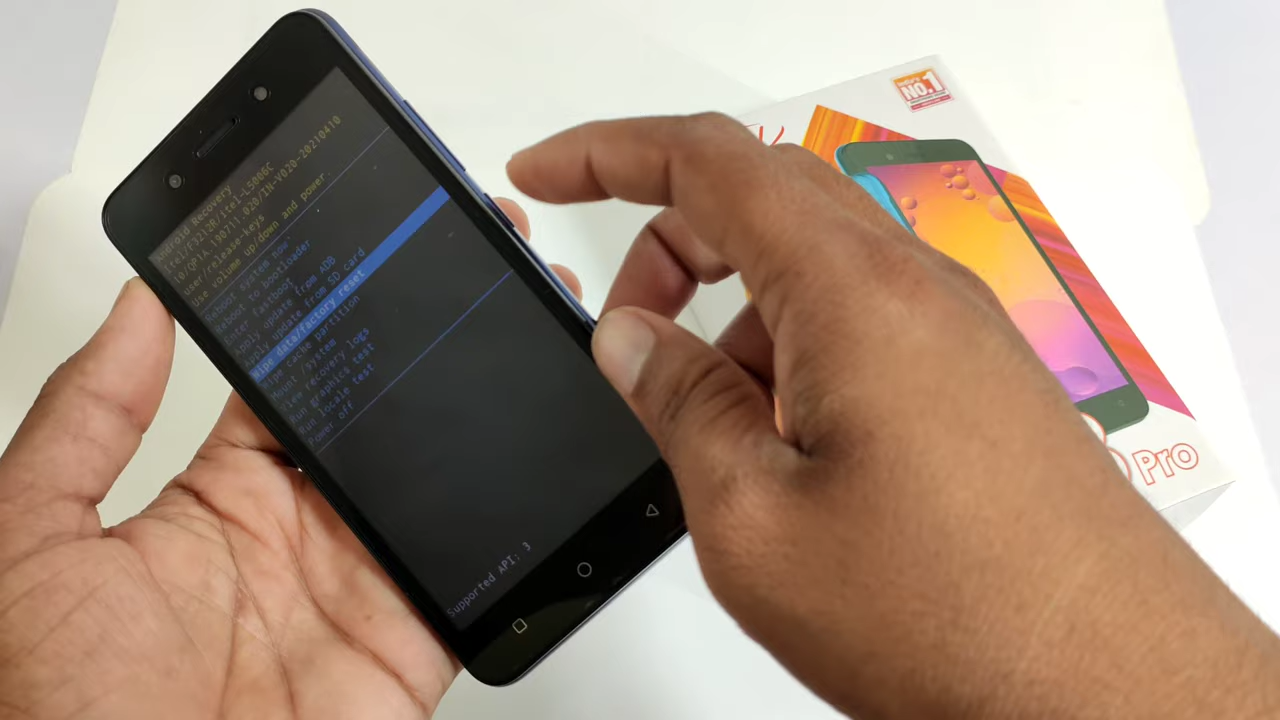 Android Recovery
itel/F3212R/itel-L5006C
10/QP1A.190711.020/IN-V020-20210410
user/release-keys
Use volume up/down and power.
Reboot system now
Reboot to bootloader
Enter fastboot
Apply update from ADB
Apply update from SD card
Wipe data/factory reset
Wipe cache partition
Mount /system
View recovery logs
Run graphics test
Run locale test
Power off
Supported API: 3
India's
NO.1
Pro